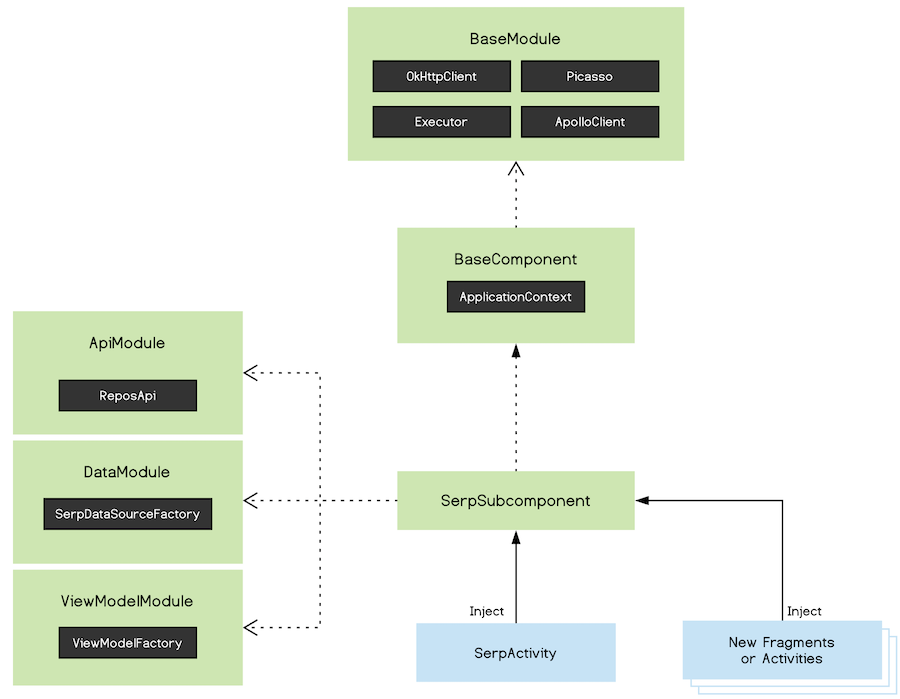 BaseModule
OkHttpClient
Picasso
Executor
ApolloClient
BaseComponent
ApplicationContext
ApiModule
ReposApi
DataModule
SerpDataSourceFactory
SerpSubcomponent
ViewModelModule
ViewModelFactory
Inject
SerpActivity
Inject
New Fragments
or Activities